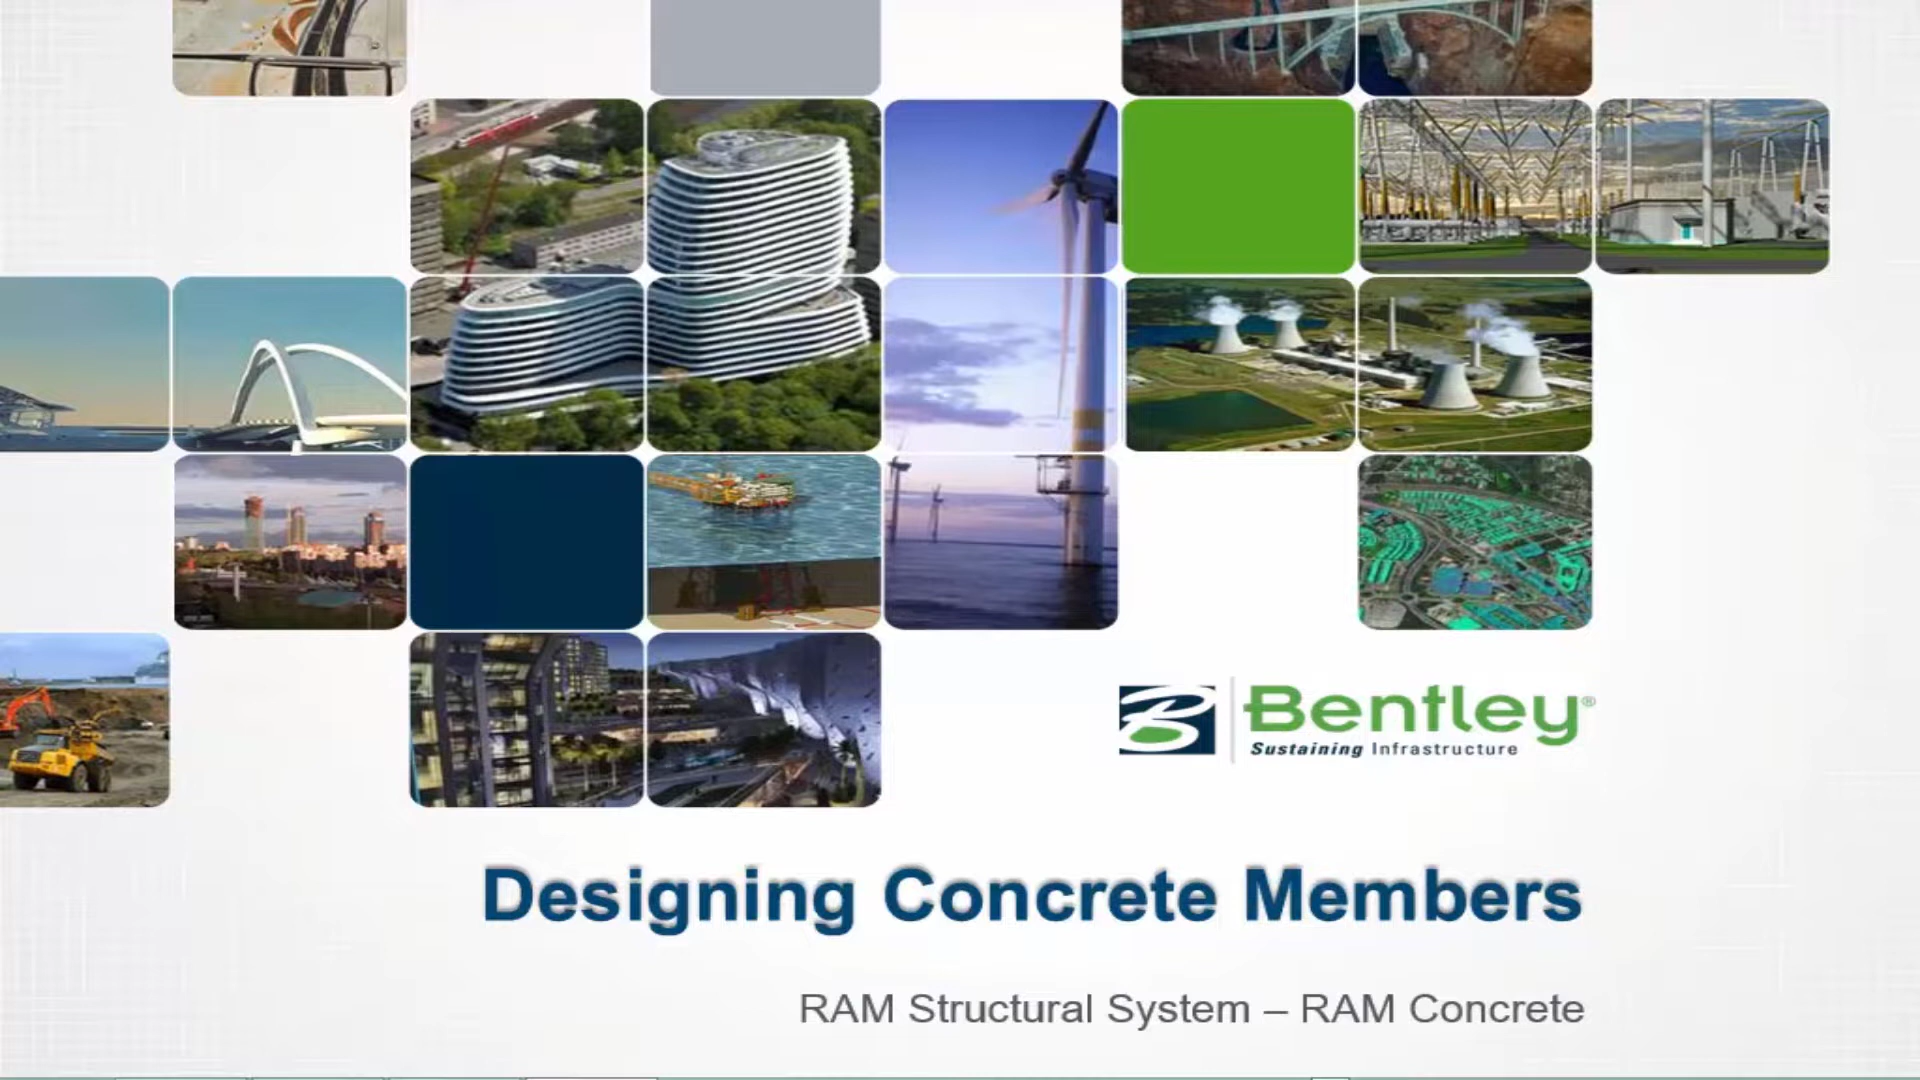 Bentley®
Sustaining Infrastructure
Designing Concrete Members
RAM Structural System – RAM Concrete